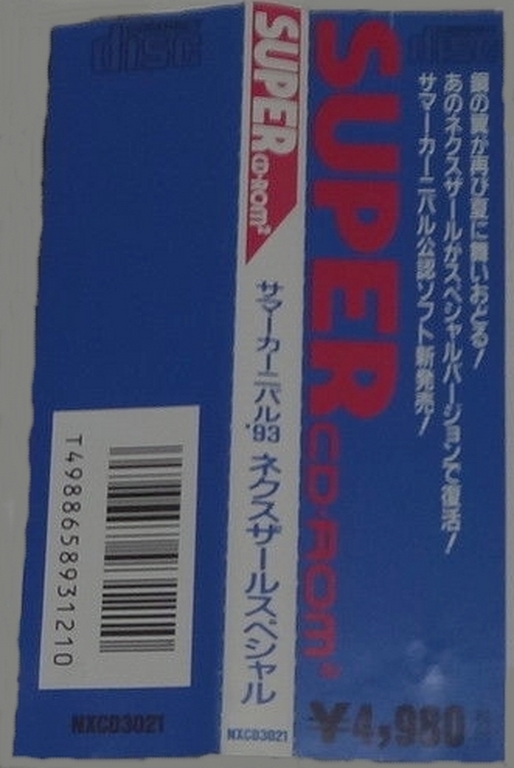 鋼の翼が再び夏に舞いおどる!
あのネクスザールがスペシャルバージョンで復活!
サマーカーニバル公認ソフト新発売!
SUPER CD-ROM²
¥4,980
SUPER CD-ROM²
サマーカーニバル'93 ネクスザールスペシャル
NXCD3021
disc
T4988658931210
NXCD3021